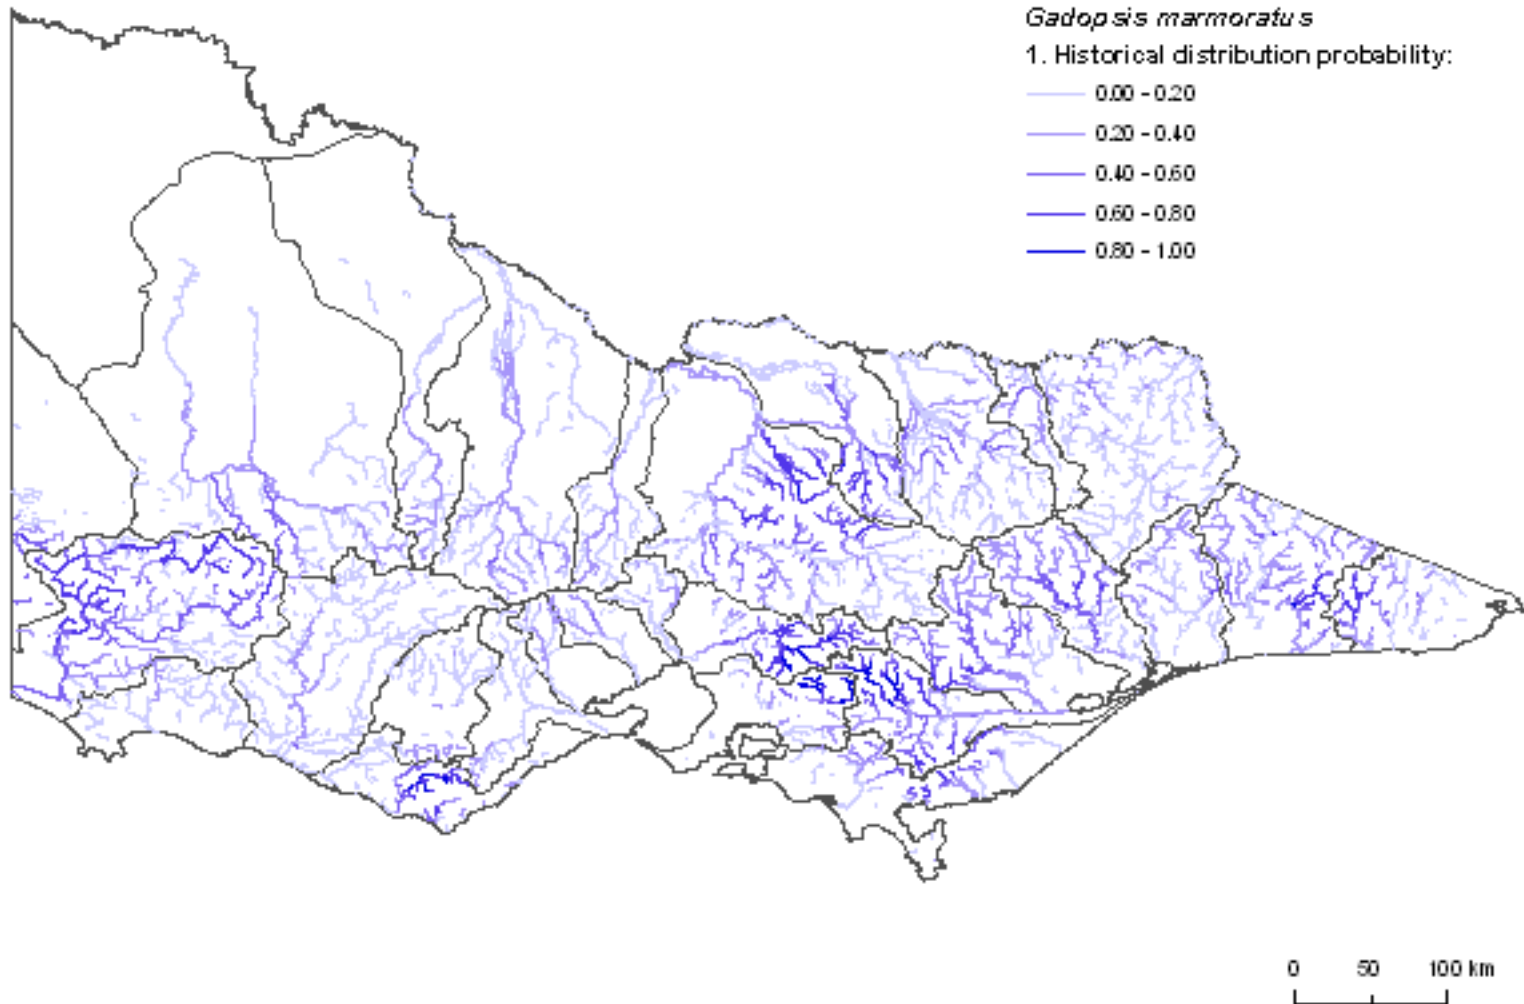 Gadopsis marmoratus
1. Historical distribution probability:
0.00 - 0.20
0.20 - 0.40
0.40 - 0.60
0.60 - 0.80
0.80 - 1.00
0 50 100 km